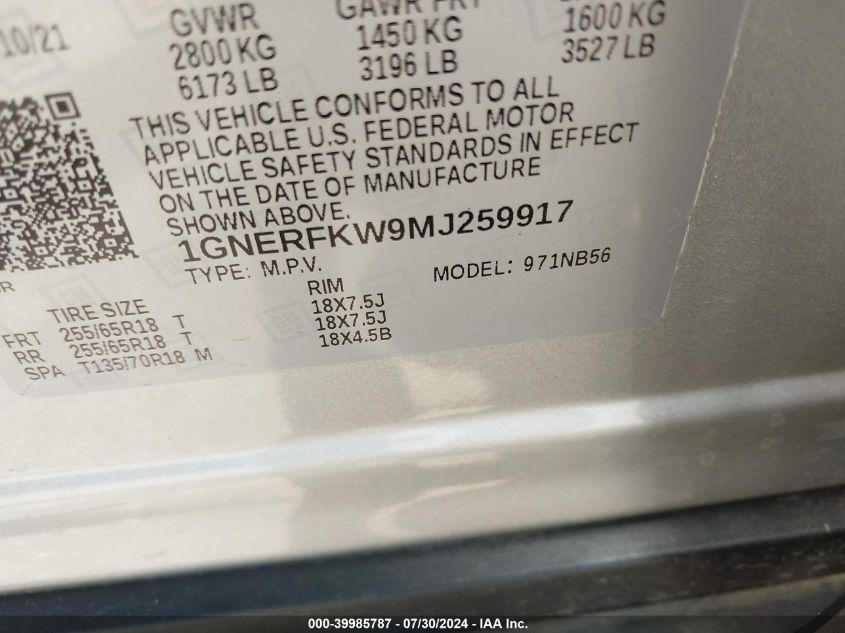 10/21 GVWR GAWR FRT
2800 KG 1450 KG 1600 KG
6173 LB 3196 LB 3527 LB
THIS VEHICLE CONFORMS TO ALL
APPLICABLE U.S. FEDERAL MOTOR
VEHICLE SAFETY STANDARDS IN EFFECT
ON THE DATE OF MANUFACTURE
SHOWN ABOVE.
1GNERFKW9MJ259917
TYPE: M.P.V. MODEL: 971NB56
TIRE SIZE RIM
FRT 255/65R18 T 18X7.5J
RR 255/65R18 T 18X7.5J
SPA T135/70R18 M 18X4.5B
000-39985787 - 07/30/2024 - IAA Inc.